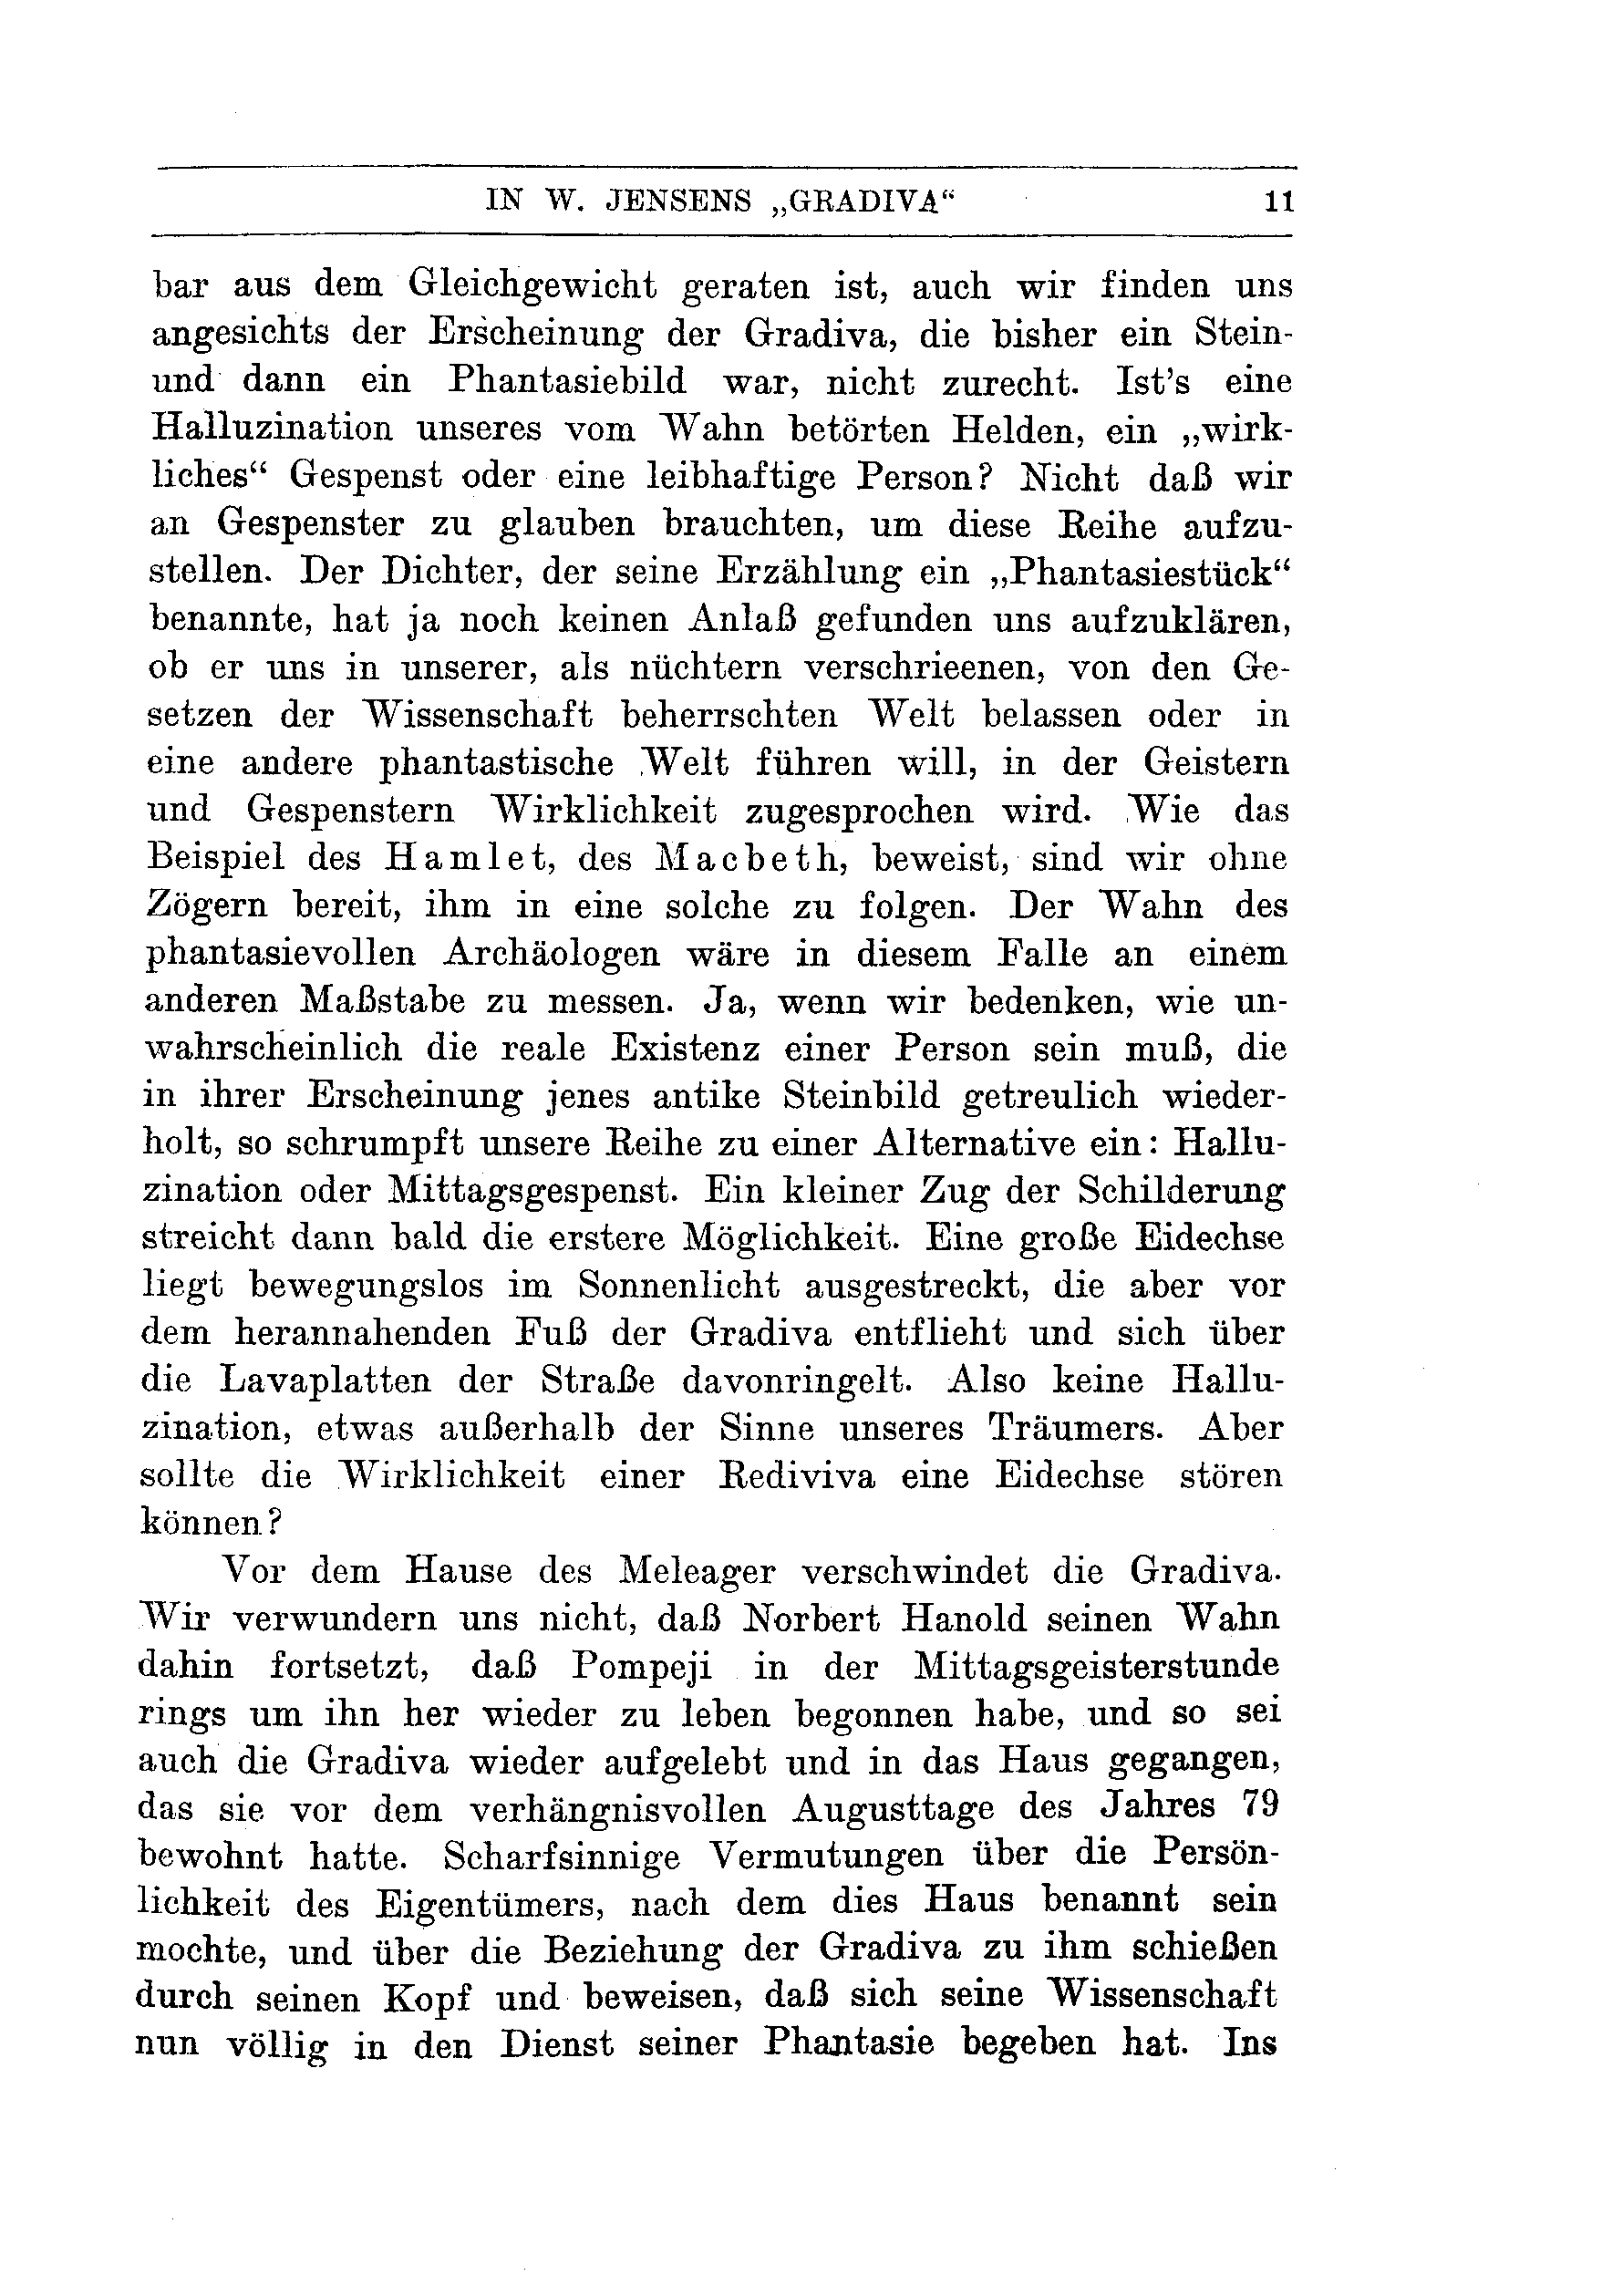 IN W. JENSENS „GRADIVA“ 11
bar aus dem Gleichgewicht geraten ist, auch wir finden uns
angesichts der Erscheinung der Gradiva, die bisher ein Stein-
und dann ein Phantasiebild war, nicht zurecht. Ist's eine
Halluzination unseres vom Wahn betörten Helden, ein „wirk-
liches“ Gespenst oder eine leibhaftige Person? Nicht daß wir
an Gespenster zu glauben brauchten, um diese Reihe aufzu-
stellen. Der Dichter, der seine Erzählung ein „Phantasiestück“
benannte, hat ja noch keinen Anlaß gefunden uns aufzuklären,
ob er uns in unserer, als nüchtern verschrieenen, von den Ge-
setzen der Wissenschaft beherrschten Welt belassen oder in
eine andere phantastische Welt führen will, in der Geistern
und Gespenstern Wirklichkeit zugesprochen wird. Wie das
Beispiel des Hamlet, des Macbeth, beweist, sind wir ohne
Zögern bereit, ihm in eine solche zu folgen. Der Wahn des
phantasievollen Archäologen wäre in diesem Falle an einem
anderen Maßstabe zu messen. Ja, wenn wir bedenken, wie un-
wahrscheinlich die reale Existenz einer Person sein muß, die
in ihrer Erscheinung jenes antike Steinbild getreulich wieder-
holt, so schrumpft unsere Reihe zu einer Alternative ein: Hallu-
zination oder Mittagsgespenst. Ein kleiner Zug der Schilderung
streicht dann bald die erstere Möglichkeit. Eine große Eidechse
liegt bewegungslos im Sonnenlicht ausgestreckt, die aber vor
dem herannahenden Fuß der Gradiva entflieht und sich über
die Lavaplatten der Straße davonringelt. Also keine Hallu-
zination, etwas außerhalb der Sinne unseres Träumers. Aber
sollte die Wirklichkeit einer Rediviva eine Eidechse stören
können?
Vor dem Hause des Meleager verschwindet die Gradiva.
Wir verwundern uns nicht, daß Norbert Hanold seinen Wahn
dahin fortsetzt, daß Pompeji in der Mittagsgeisterstunde
rings um ihn her wieder zu leben begonnen habe, und so sei
auch die Gradiva wieder aufgelebt und in das Haus gegangen,
das sie vor dem verhängnisvollen Augusttage des Jahres 79
bewohnt hatte. Scharfsinnige Vermutungen über die Persön-
lichkeit des Eigentümers, nach dem dies Haus benannt sein
mochte, und über die Beziehung der Gradiva zu ihm schießen
durch seinen Kopf und beweisen, daß sich seine Wissenschaft
nun völlig in den Dienst seiner Phantasie begeben hat. Ins